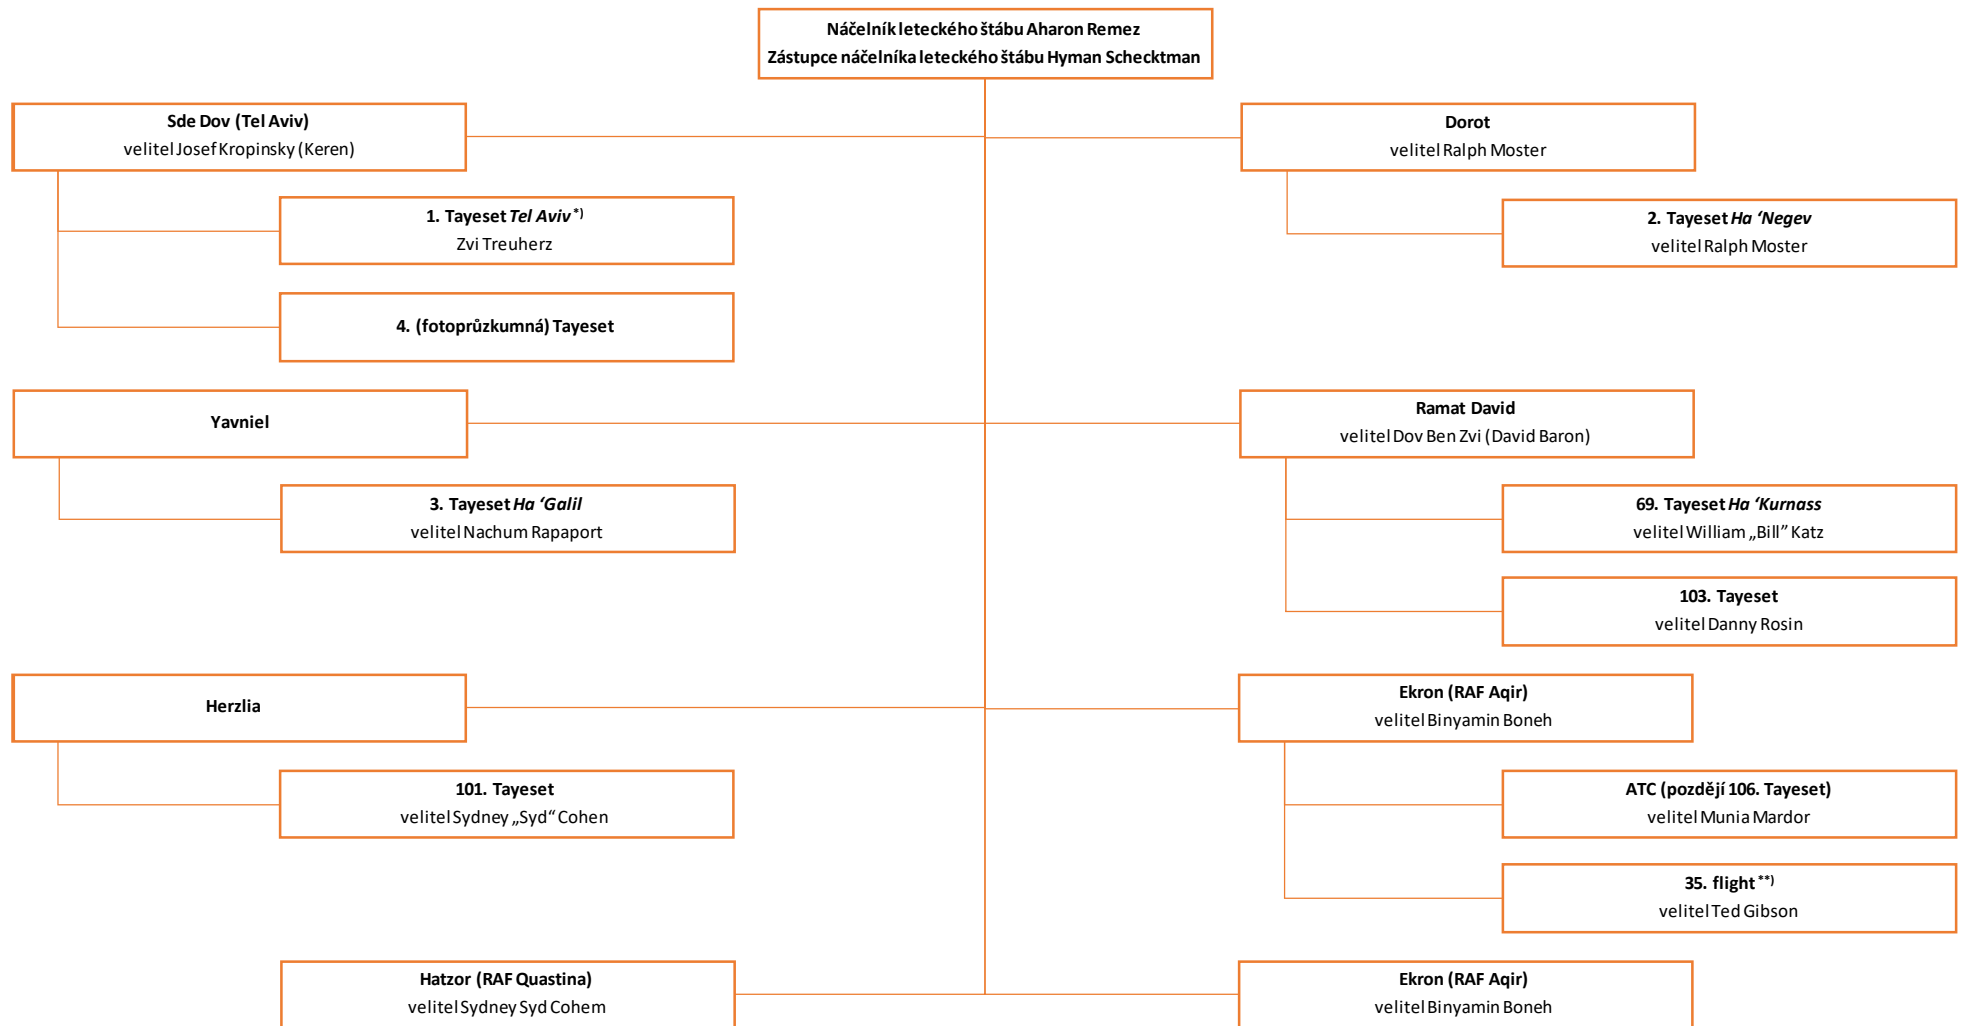 Náčelník leteckého štábu Aharon Remez
Zástupce náčelníka leteckého štábu Hyman Schecktman
Sde Dov (Tel Aviv)
velitel Josef Kropinsky (Keren)
1. Tayeset Tel Aviv *)
Zvi Treuherz
4. (fotoprůzkumná) Tayeset
Dorot
velitel Ralph Moster
2. Tayeset Ha ‘Negev
velitel Ralph Moster
Yavniel
3. Tayeset Ha ‘Galil
velitel Nachum Rapaport
Ramat David
velitel Dov Ben Zvi (David Baron)
69. Tayeset Ha ‘Kurnass
velitel William „Bill” Katz
103. Tayeset
velitel Danny Rosin
Herzlia
101. Tayeset
velitel Sydney „Syd“ Cohen
Ekron (RAF Aqir)
velitel Binyamin Boneh
ATC (pozdějí 106. Tayeset)
velitel Munia Mardor
35. flight **)
velitel Ted Gibson
Hatzor (RAF Quastina)
velitel Sydney Syd Cohem
Ekron (RAF Aqir)
velitel Binyamin Boneh